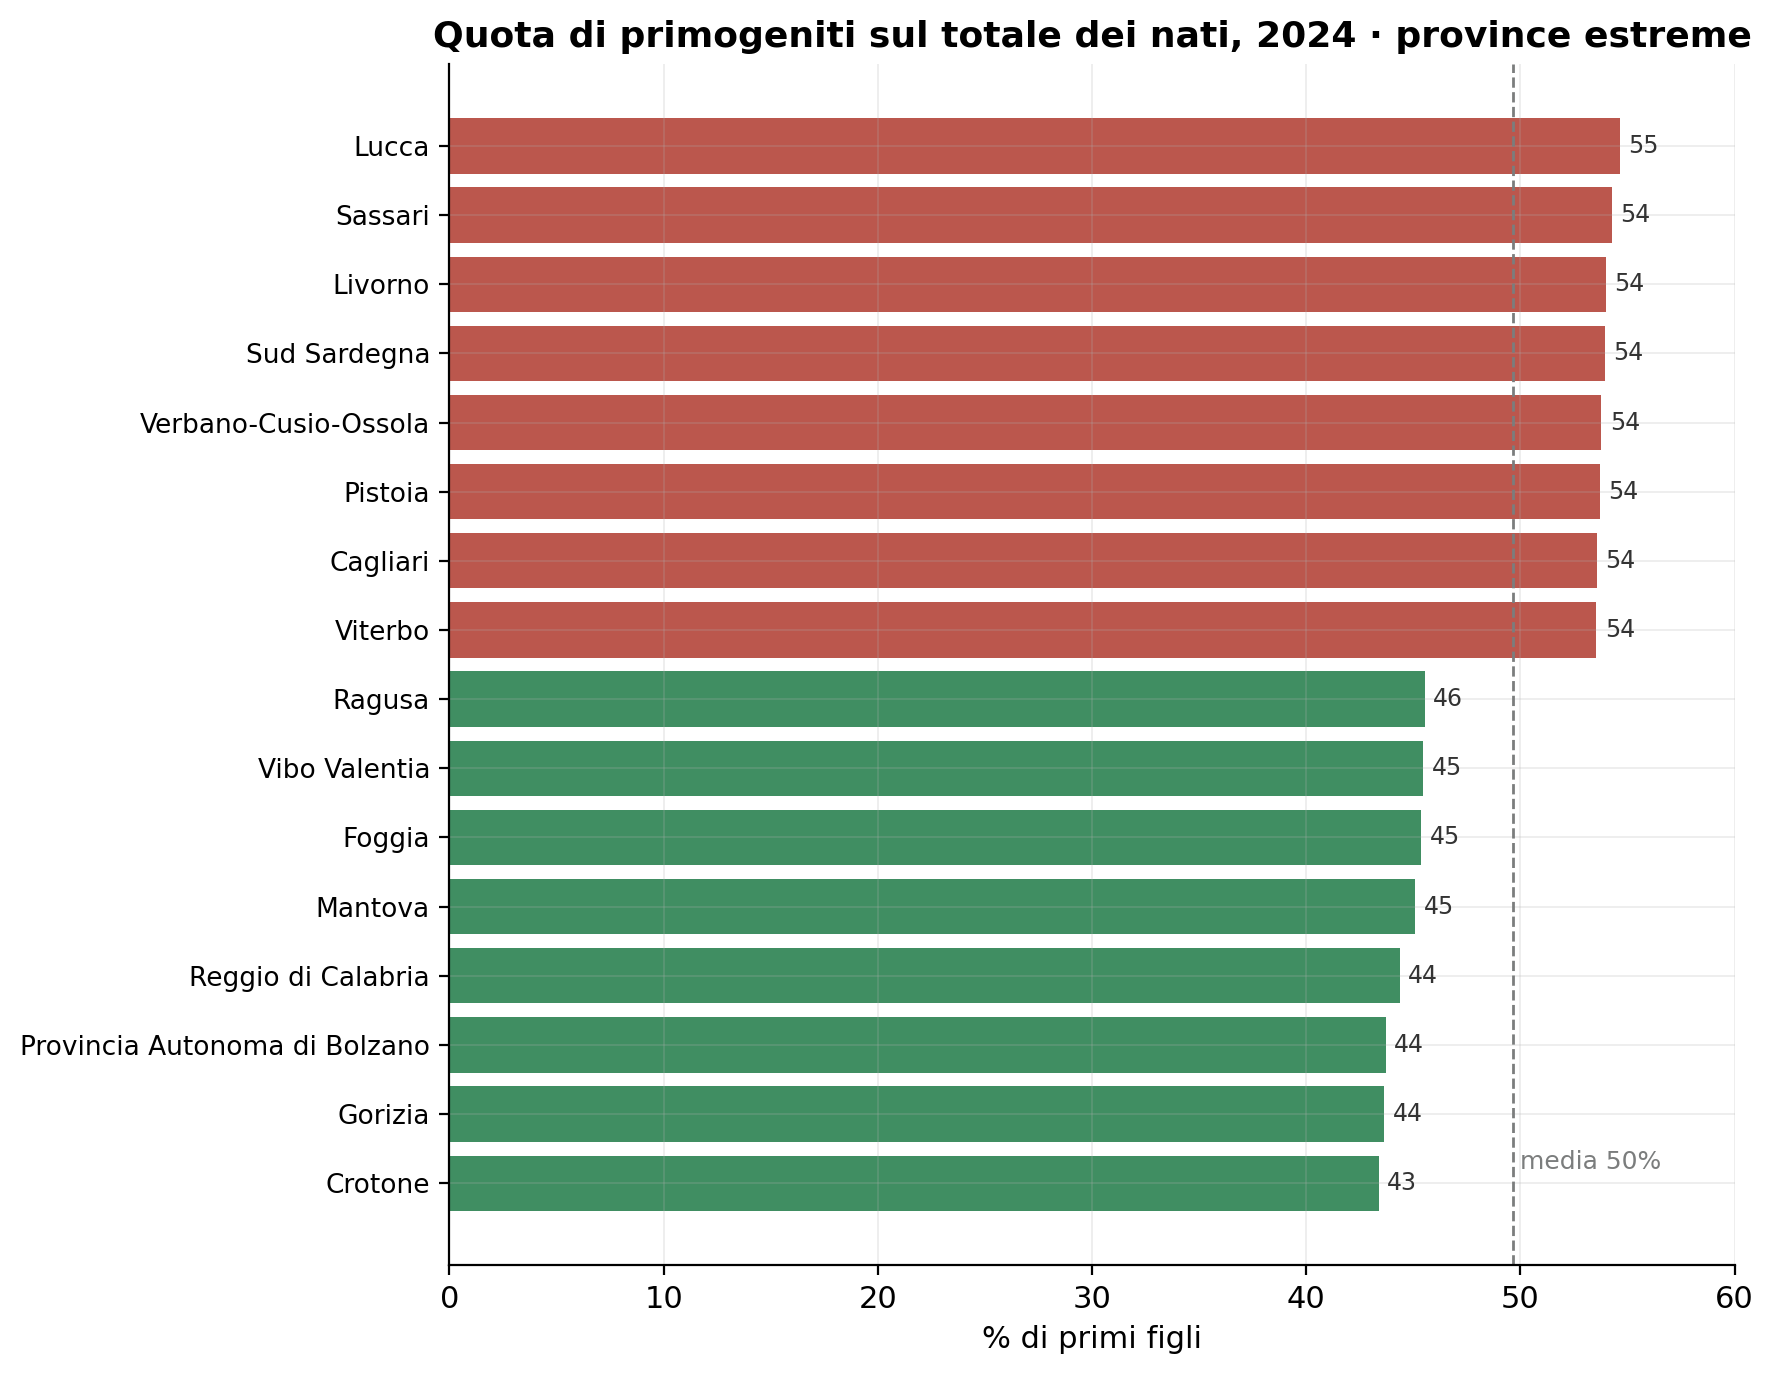 Quota di primogeniti sul totale dei nati, 2024 · province estreme
Lucca 55
Sassari 54
Livorno 54
Sud Sardegna 54
Verbano-Cusio-Ossola 54
Pistoia 54
Cagliari 54
Viterbo 54
Ragusa 46
Vibo Valentia 45
Foggia 45
Mantova 45
Reggio di Calabria 44
Provincia Autonoma di Bolzano 44
Gorizia 44
media 50%
Crotone 43
0 10 20 30 40 50 60
% di primi figli